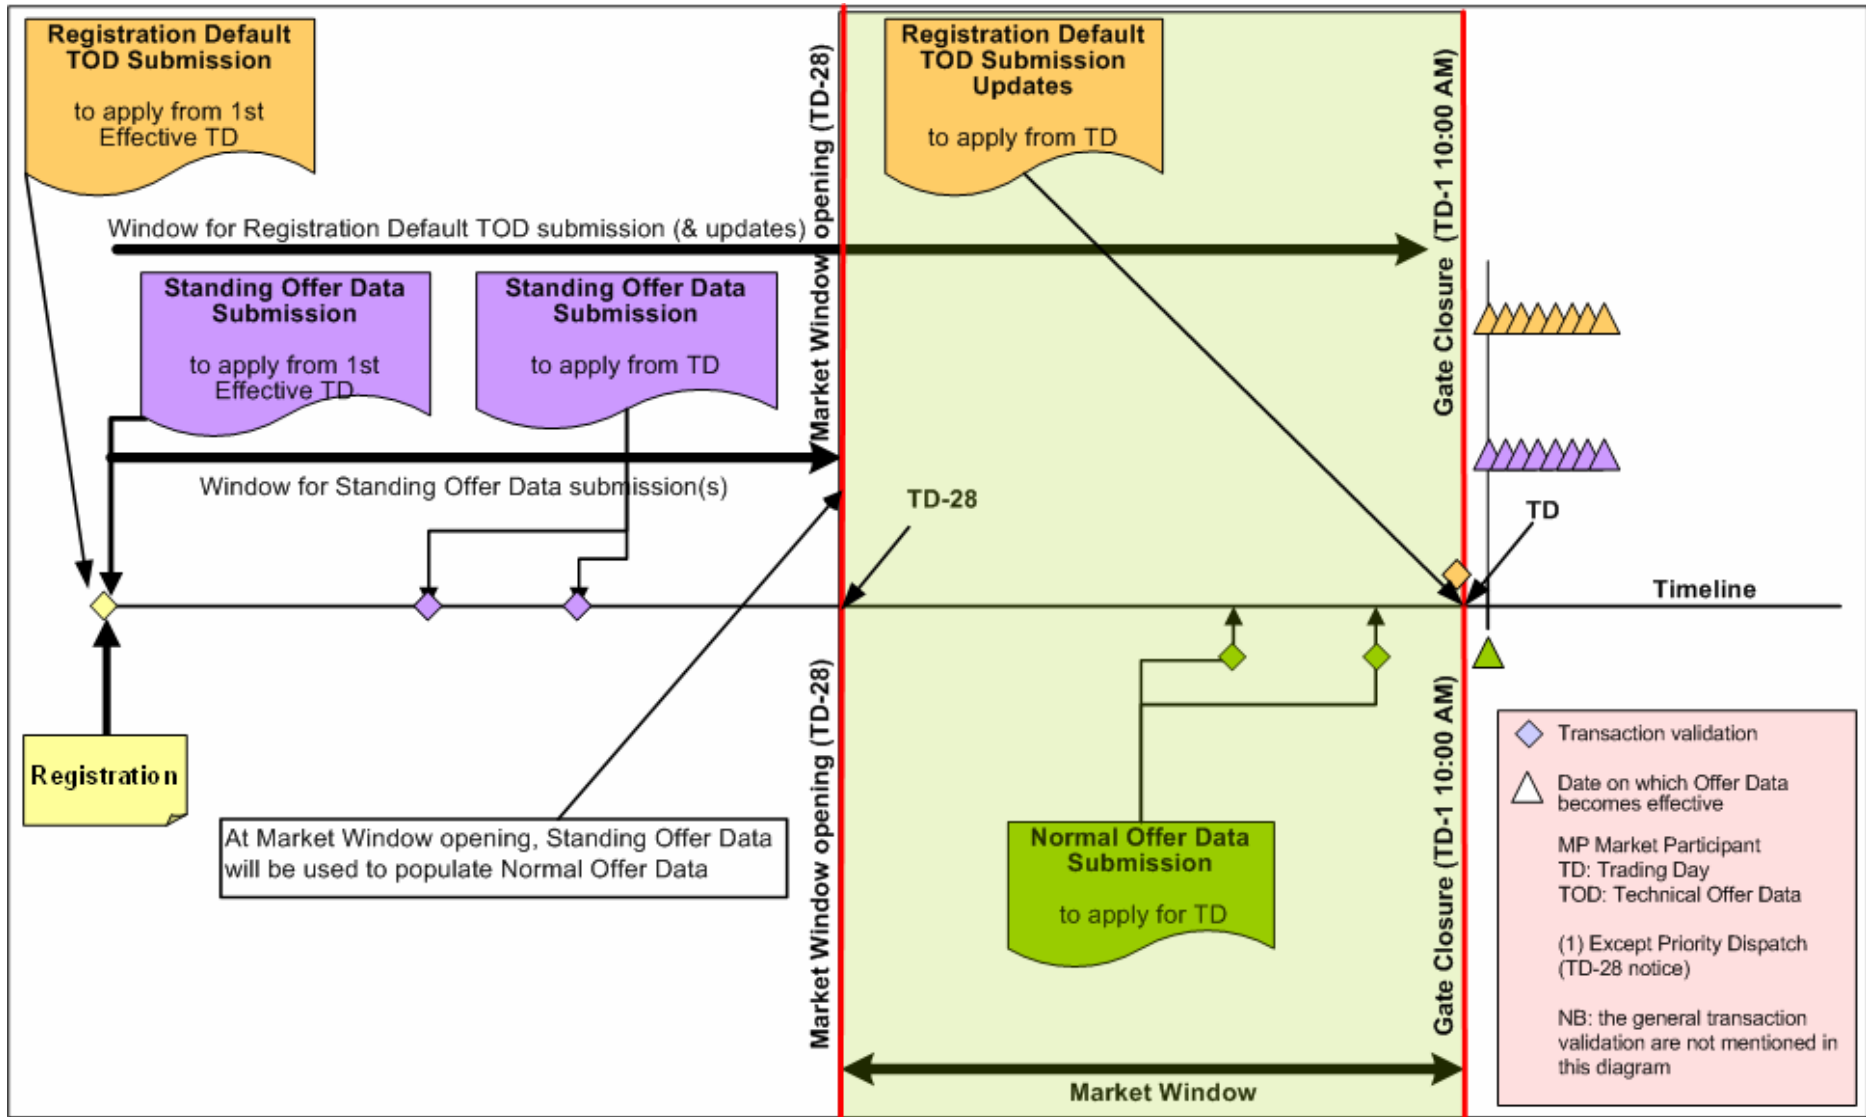 Registration Default
TOD Submission
to apply from 1st
Effective TD
Market Window opening (TD-28)
Registration Default
TOD Submission
Updates
to apply from TD
Gate Closure (TD-1 10:00 AM)
Window for Registration Default TOD submission (& updates)
Standing Offer Data
Submission
to apply from 1st
Effective TD
Standing Offer Data
Submission
to apply from TD
Window for Standing Offer Data submission(s)
TD-28
TD
Timeline
Registration
At Market Window opening, Standing Offer Data
will be used to populate Normal Offer Data
Market Window opening (TD-28)
Normal Offer Data
Submission
to apply for TD
Gate Closure (TD-1 10:00 AM)
Market Window
Transaction validation
Date on which Offer Data
becomes effective
MP Market Participant
TD: Trading Day
TOD: Technical Offer Data
(1) Except Priority Dispatch
(TD-28 notice)
NB: the general transaction
validation are not mentioned in
this diagram